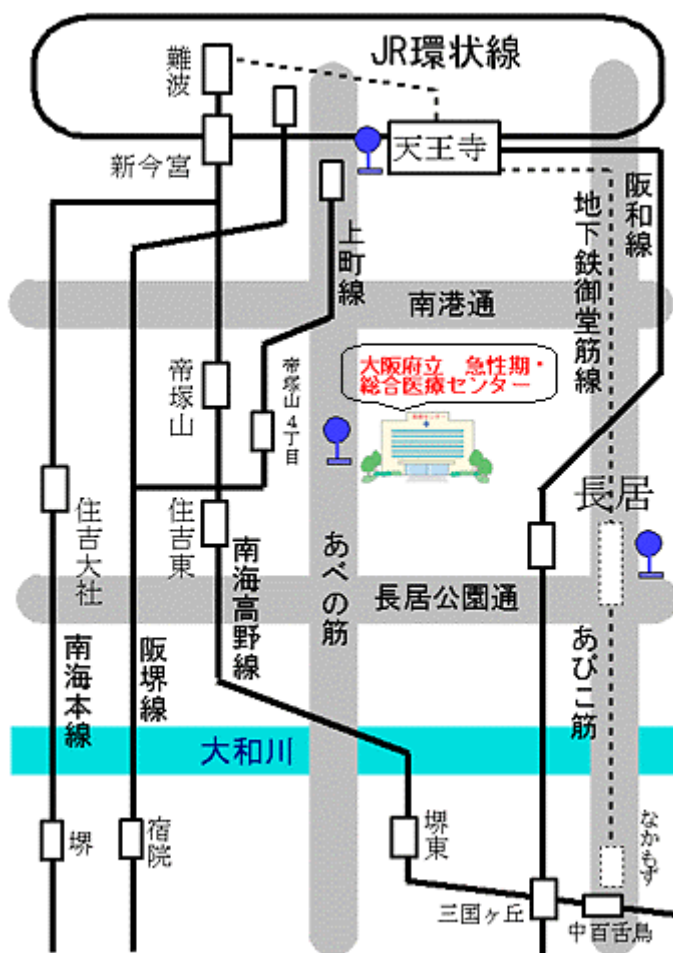 JR環状線
難波
新今宮
天王寺
阪和線
地下鉄御堂筋線
上町線
南港通
大阪府立　急性期・
総合医療センター
帝塚山
帝塚山4丁目
長居
住吉大社
住吉東
南海高野線
あべの筋
長居公園通
南海本線
阪堺線
あびこ筋
大和川
堺
宿院
堺東
なかもず
三国ヶ丘
中百舌鳥